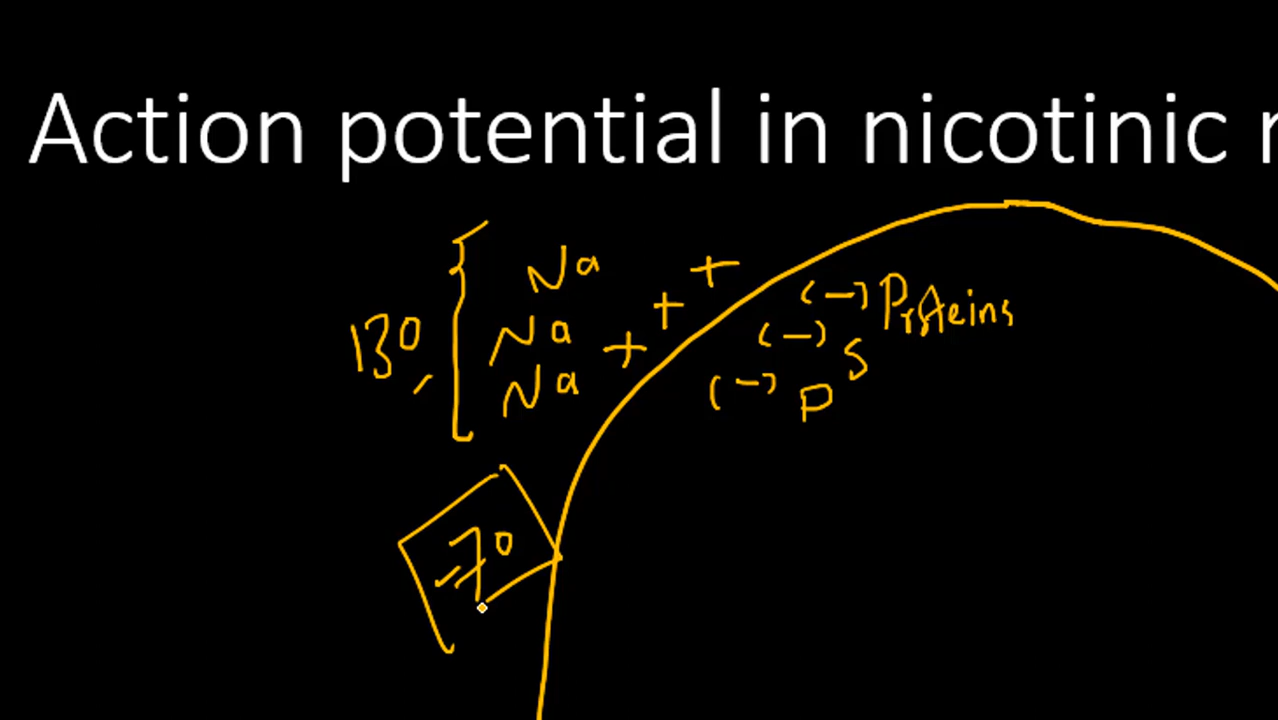 Action potential in nicotinic r
Na
+
(-) Proteins
130
Na
+
(-) S
Na
+
(-) P
-70